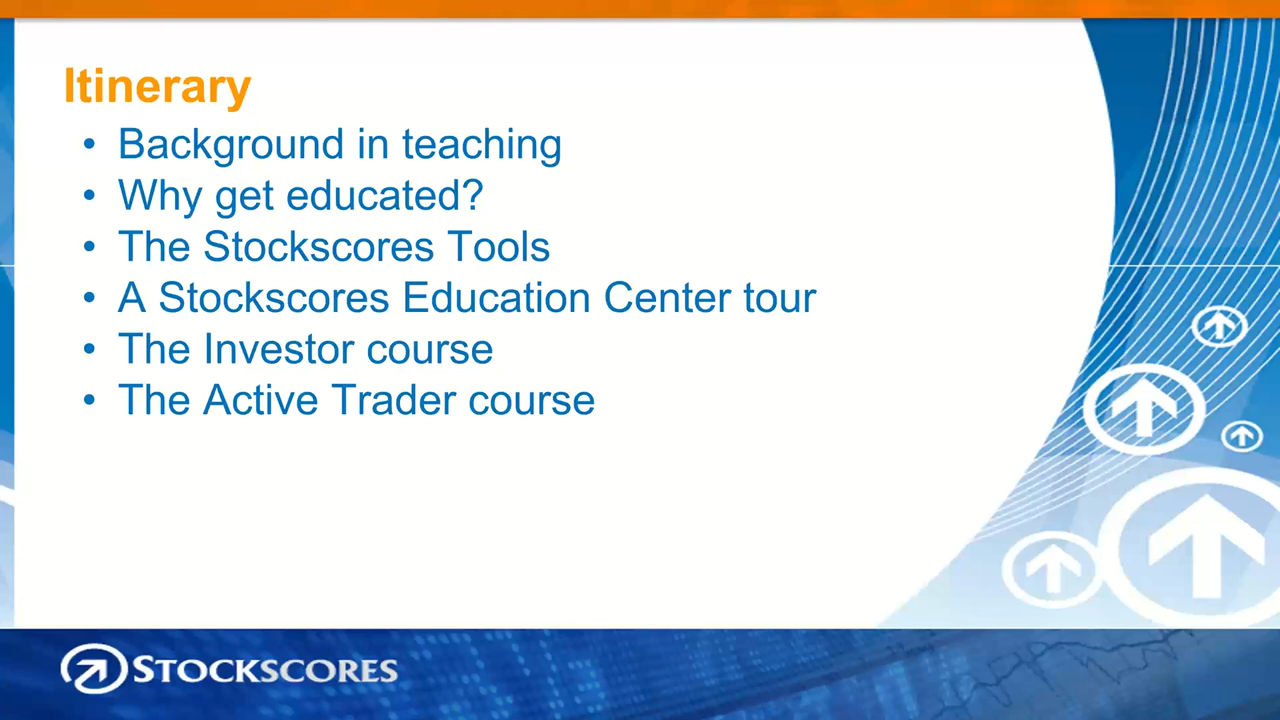 Itinerary
• Background in teaching
• Why get educated?
• The Stockscores Tools
• A Stockscores Education Center tour
• The Investor course
• The Active Trader course
STOCKSCORES